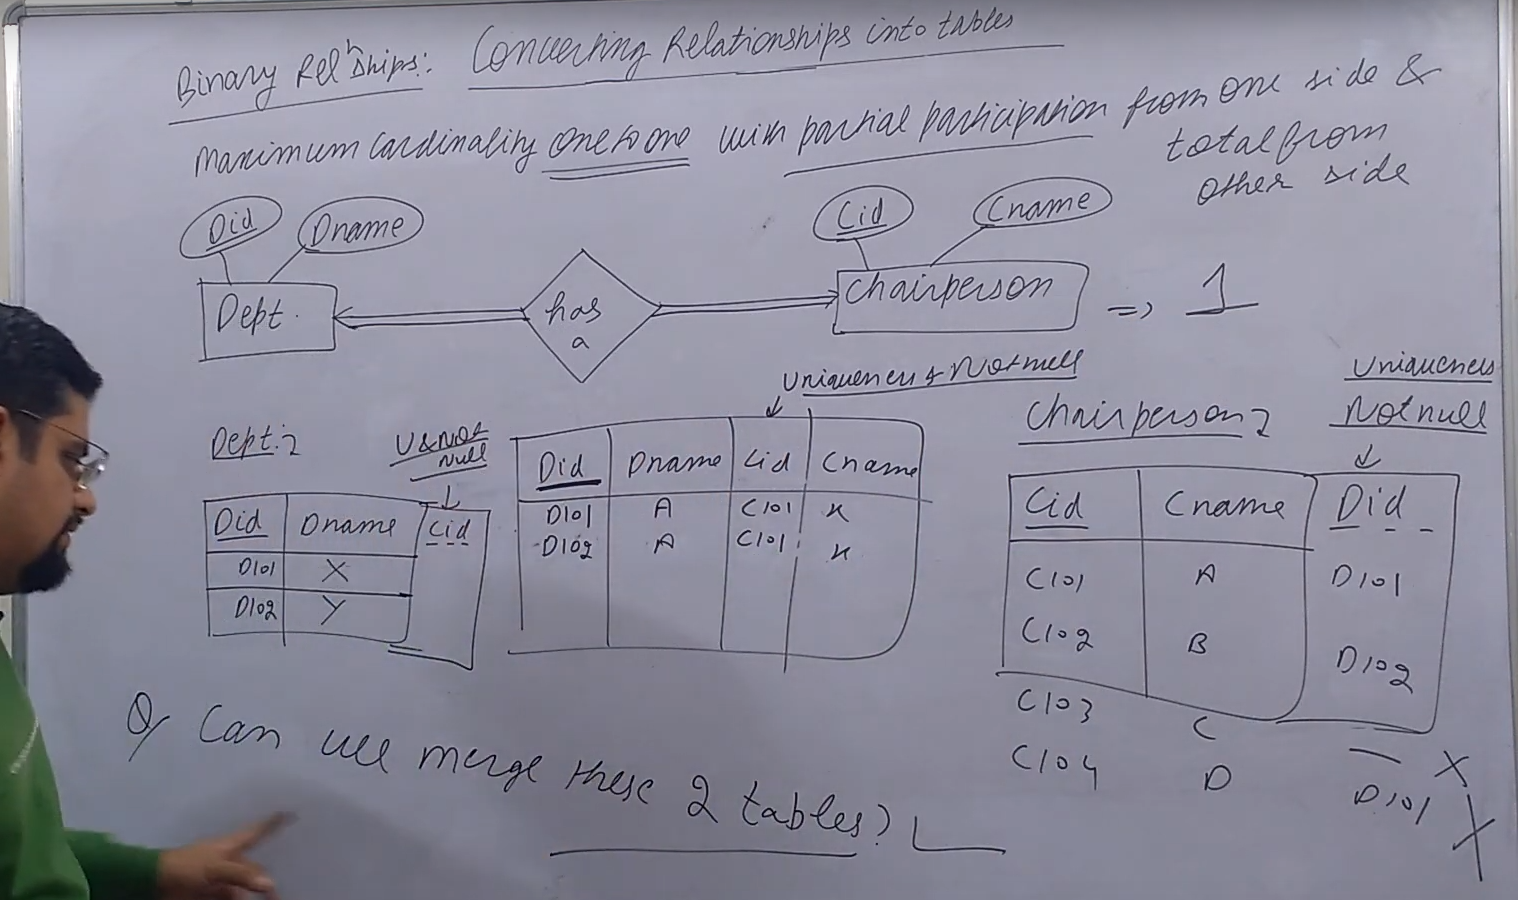 Binary Rel^nships: Converting Relationships into tables
Maximum cardinality one to one with partial participation from one side &
total from
other side
Did
Dname
Cid
Cname
Dept.
has
a
Chairperson
=> 1
Uniqueness & Not null
Uniqueness
Not null
Dept:
U & Not
Null
Chairperson
Did Dname Cid
D101 X
D102 Y
Did Dname Cid Cname
D101 A C101 x
D102 A C101 x
Cid Cname Did
C101 A D101
C102 B D102
C103 C — X
C104 D D101 X
Q Can we merge these 2 tables?